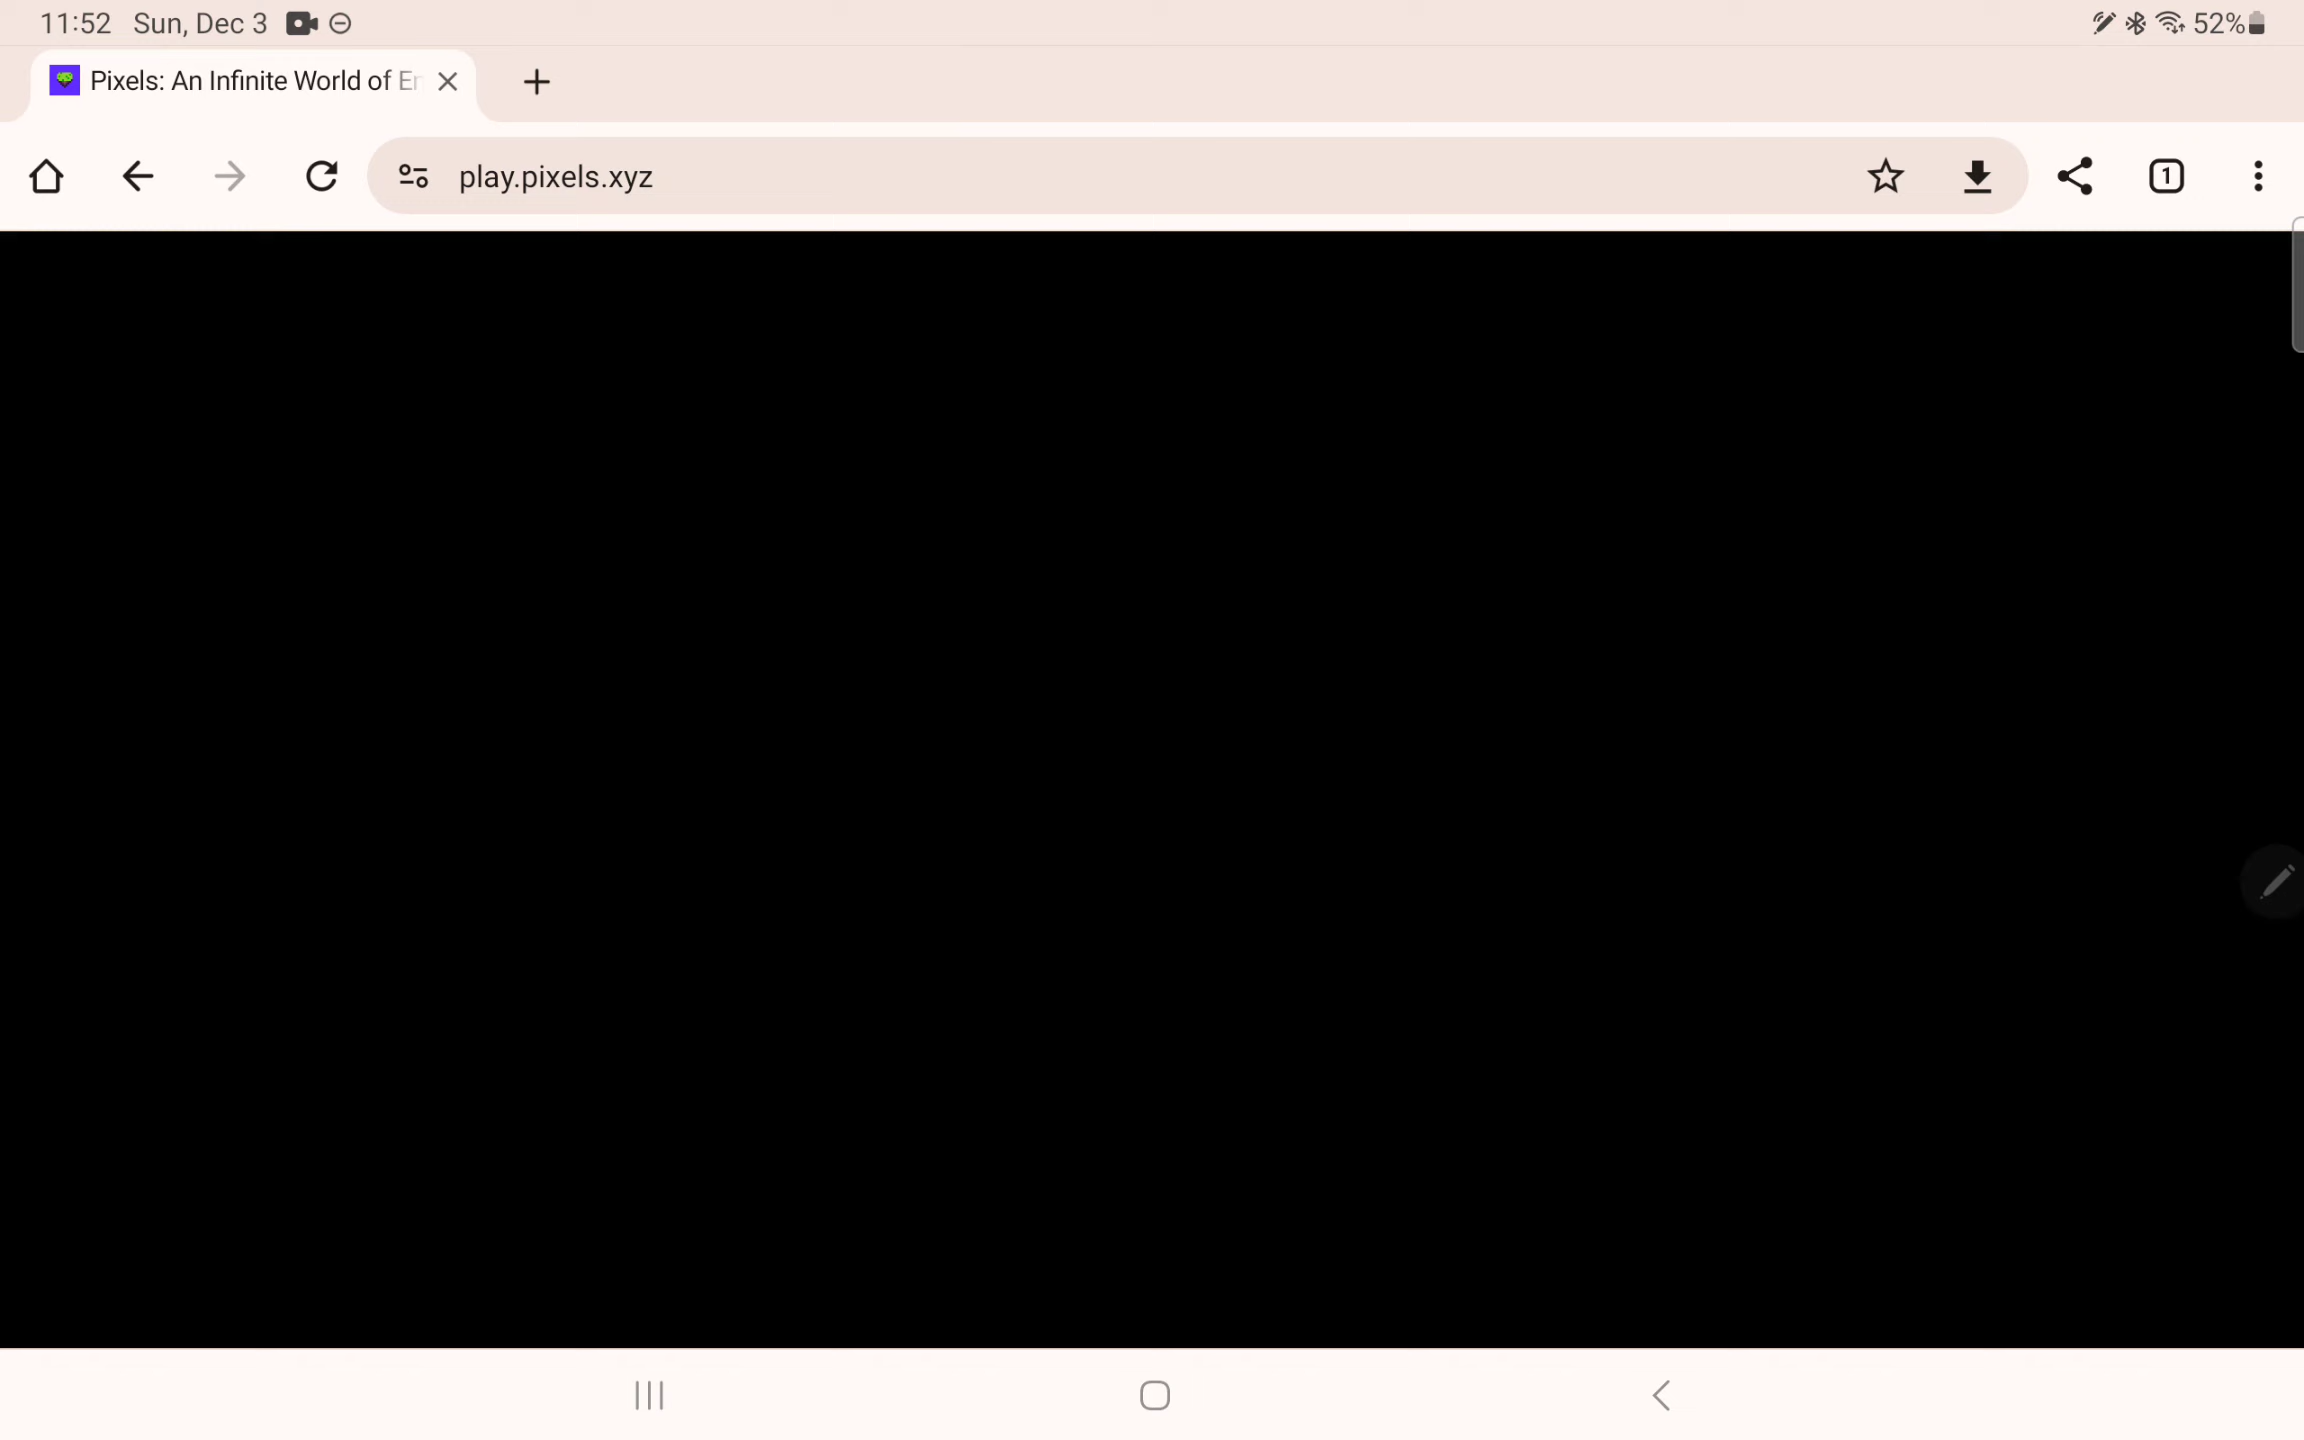 11:52 Sun, Dec 3 52%
Pixels: An Infinite World of
play.pixels.xyz
1